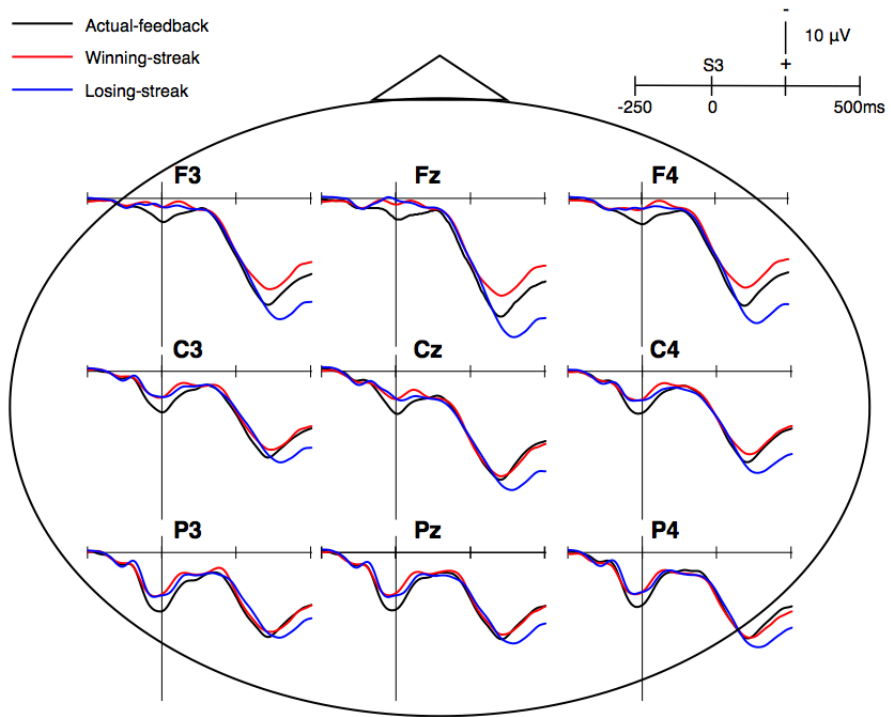 Actual-feedback
Winning-streak
Losing-streak
-
10 µV
S3 +
-250 0 500ms
F3 Fz F4
C3 Cz C4
P3 Pz P4